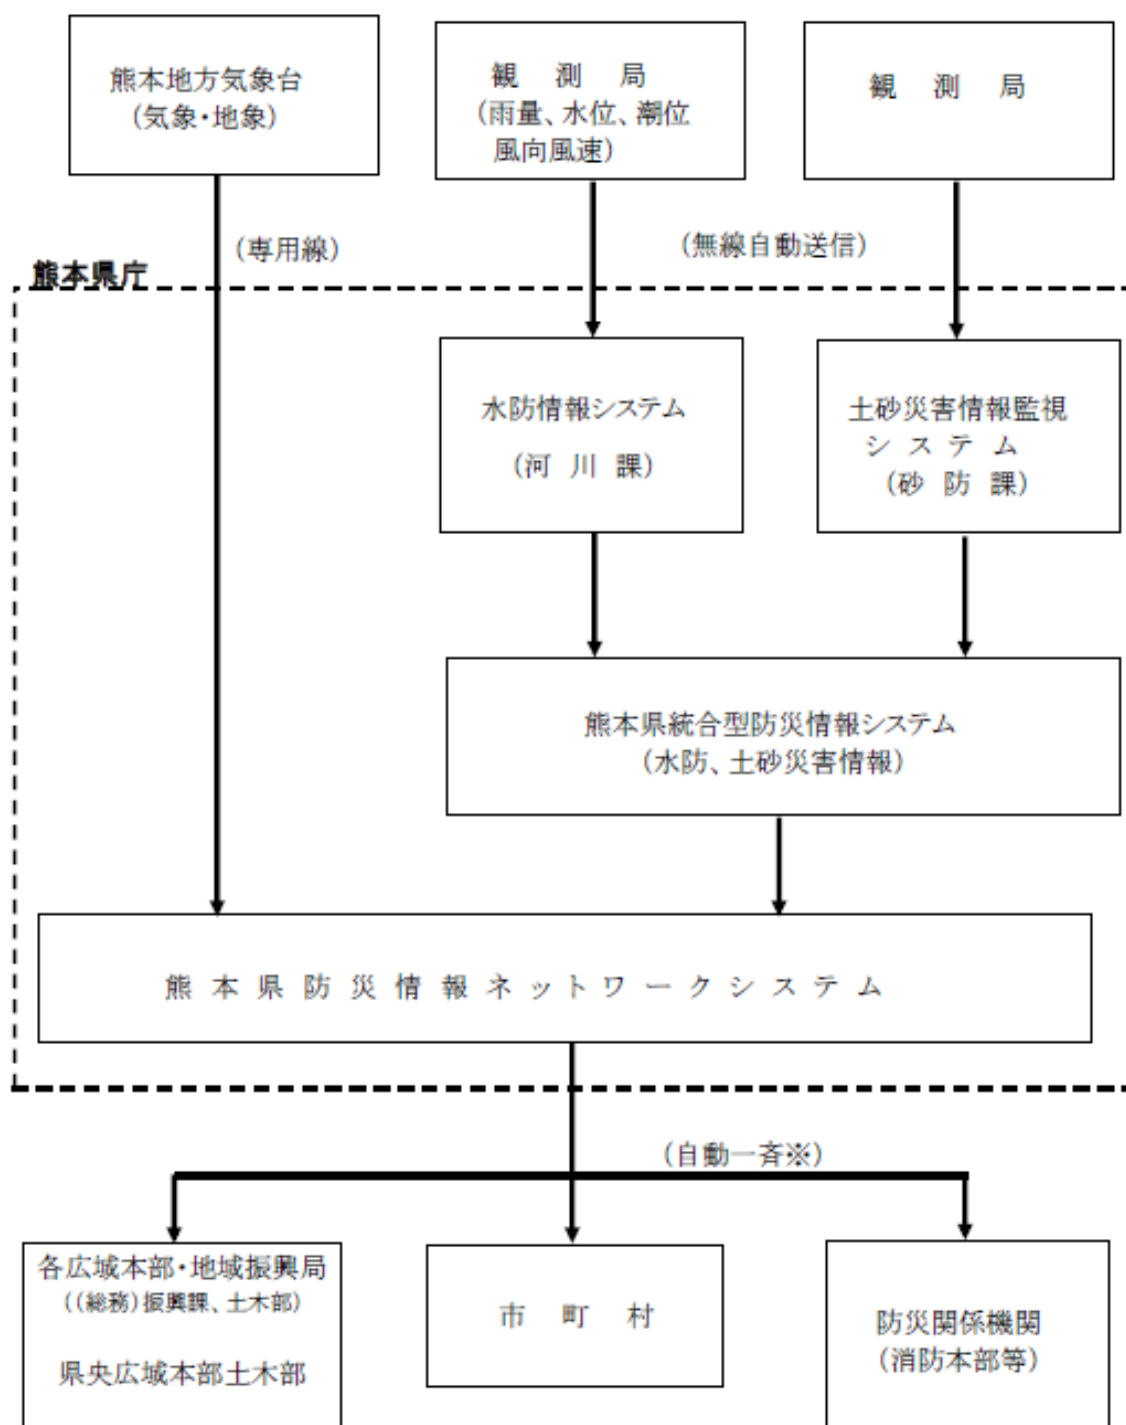 熊本地方気象台
(気象・地象)
観　測　局
(雨量、水位、潮位
風向風速)
観　測　局
(専用線)
(無線自動送信)
熊本県庁
水防情報システム
(河　川　課)
土砂災害情報監視
シ　ス　テ　ム
(砂　防　課)
熊本県統合型防災情報システム
(水防、土砂災害情報)
熊 本 県 防 災 情 報 ネ ッ ト ワ ー ク シ ス テ ム
(自動一斉※)
各広域本部・地域振興局
((総務)振興課、土木部)
県央広域本部土木部
市　町　村
防災関係機関
(消防本部等)